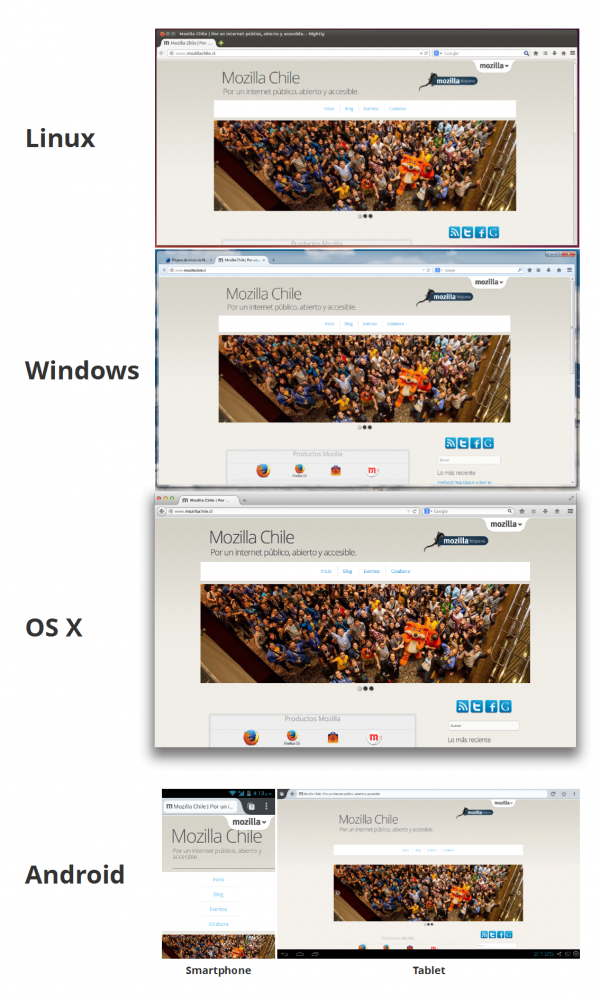 Mozilla Chile | Por un Internet público, abierto y accesible. - Nightly
Mozilla Chile | Por ...
www.mozillachile.cl
Google
mozilla
Mozilla Chile
Por un Internet público, abierto y accesible.
mozilla Hispano
Inicio Blog Eventos Colabora
Linux
Productos Mozilla
Mozilla Chile | Por un...
www.mozillachile.cl
Google
mozilla
Mozilla Chile
Por un Internet público, abierto y accesible.
mozilla Hispano
Inicio Blog Eventos Colabora
Windows
Productos Mozilla
Firefox OS
Buscar
Lo más reciente
Mozilla Chile | Por ...
www.mozillachile.cl
Google
mozilla
Mozilla Chile
Por un Internet público, abierto y accesible.
mozilla Hispano
Inicio Blog Eventos Colabora
OS X
Productos Mozilla
Firefox OS
Buscar
Lo más reciente
4:13 p.m.
Mozilla Chile | Por un i
mozilla
Mozilla Chile
Por un Internet público, abierto y
accesible.
Inicio
Blog
Eventos
Colabora
Mozilla Chile | Por un Internet público, abierto y accesible
mozilla
Mozilla Chile
Por un Internet público, abierto y accesible.
Inicio Blog Eventos Colabora
Android
Productos Mozilla
Smartphone
Tablet